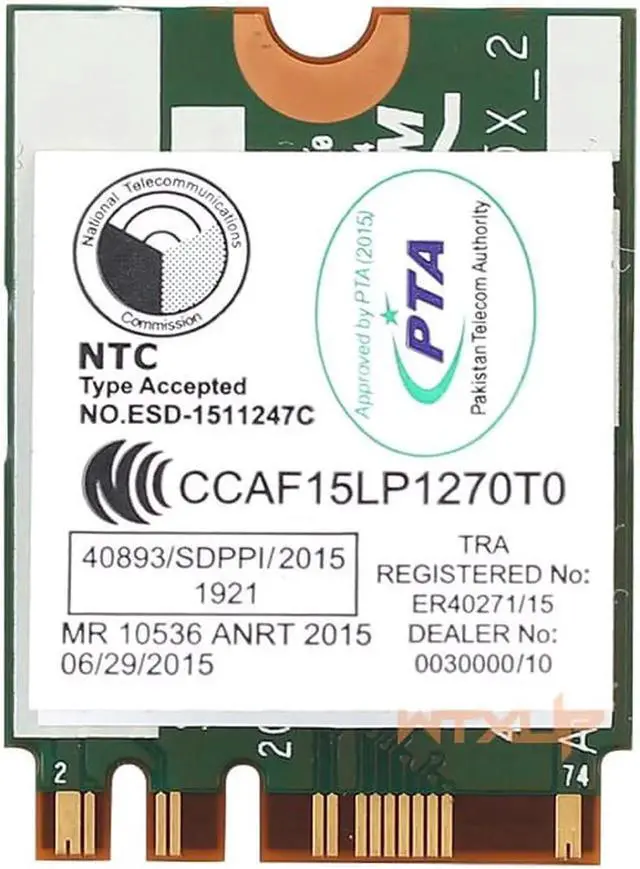 X_2
National Telecommunications
Commission
NTC
Type Accepted
NO.ESD-1511247C
Approved by PTA (2015)
PTA
Pakistan Telecom Authority
CCAF15LP1270T0
40893/SDPPI/2015
1921
MR 10536 ANRT 2015
06/29/2015
TRA
REGISTERED No:
ER40271/15
DEALER No:
0030000/10
2
74